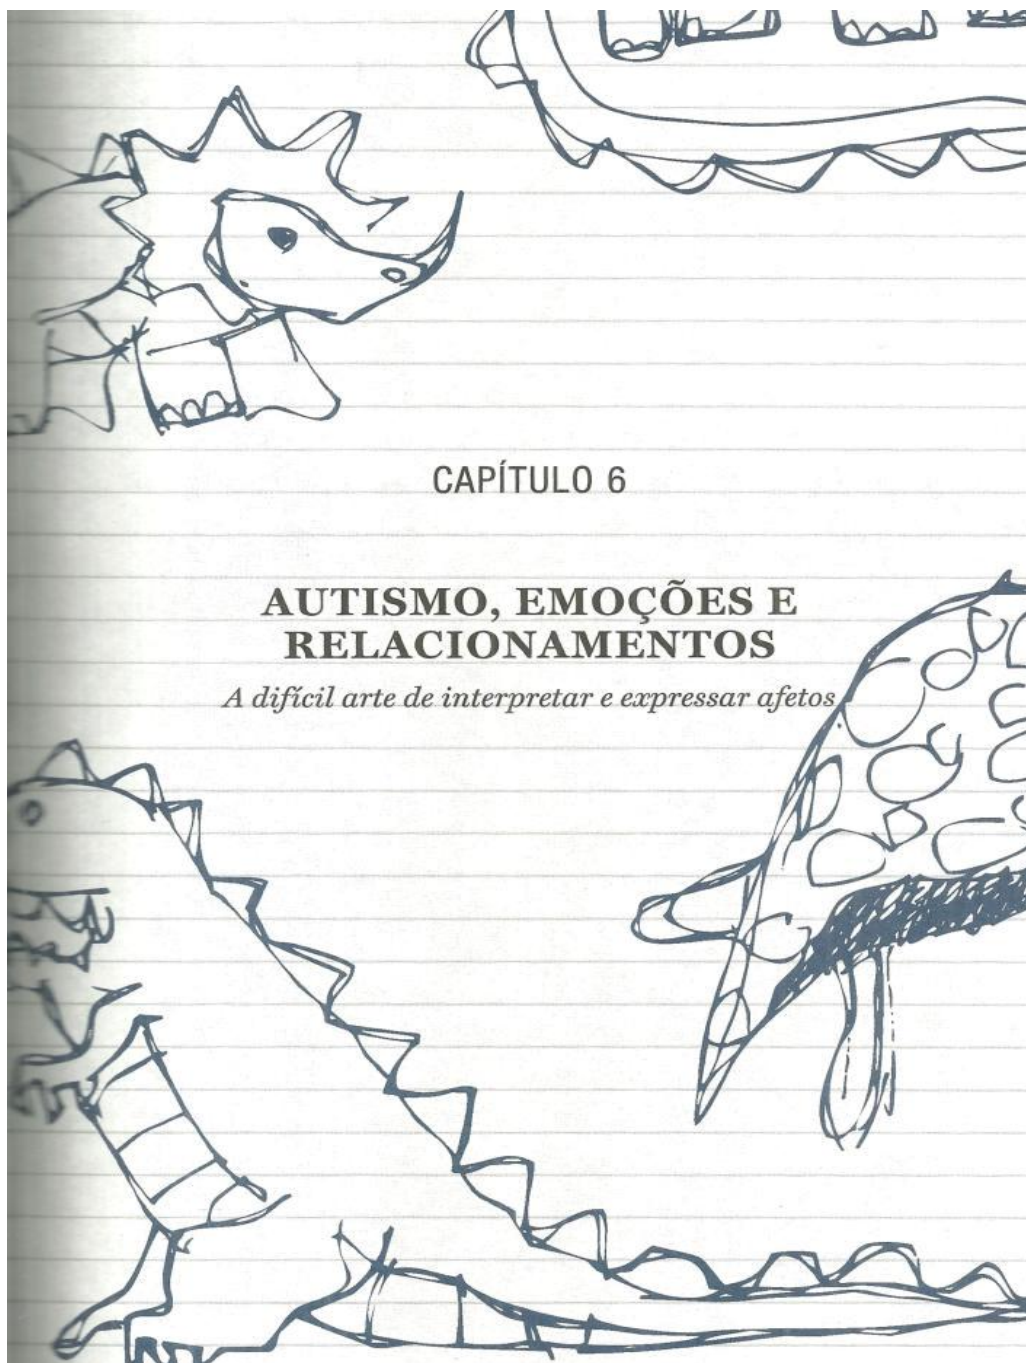 CAPÍTULO 6
AUTISMO, EMOÇÕES E
RELACIONAMENTOS
A difícil arte de interpretar e expressar afetos